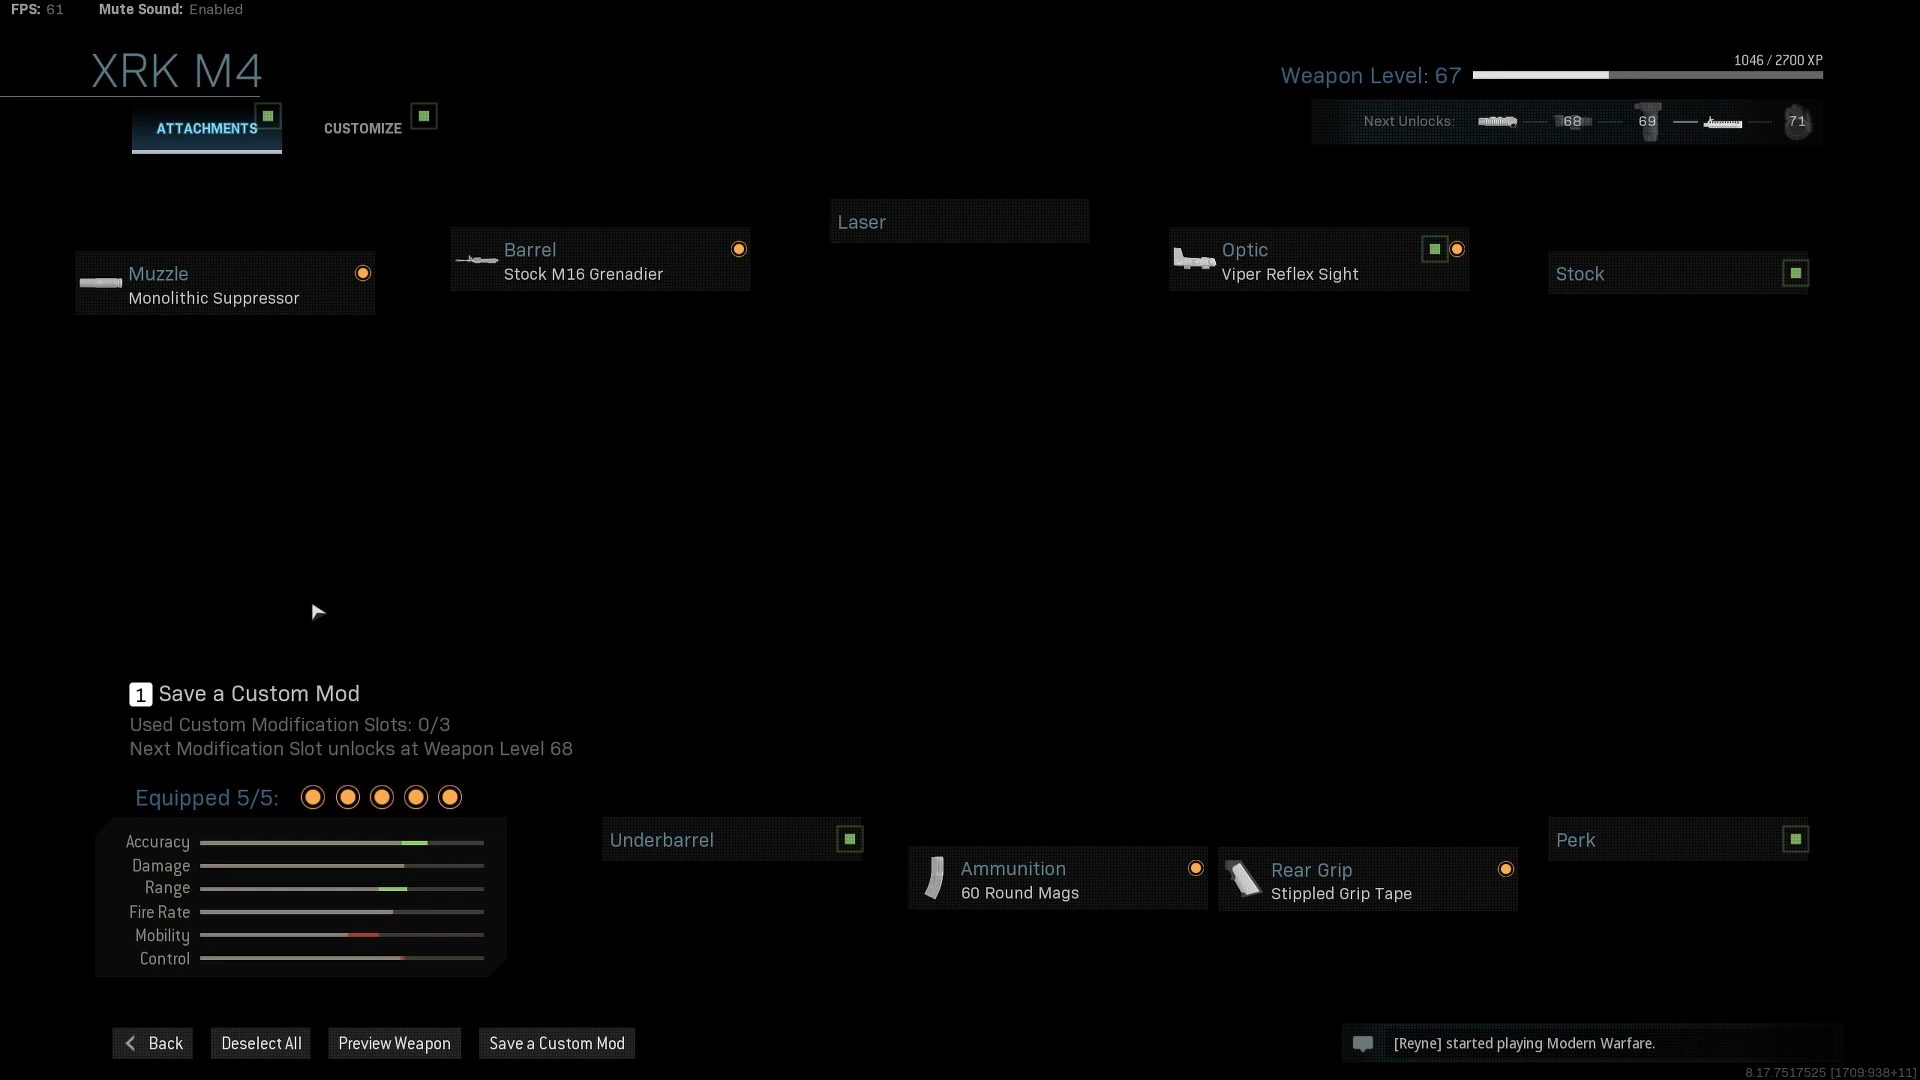 FPS: 61 Mute Sound: Enabled
XRK M4
1046 / 2700 XP
Weapon Level: 67
ATTACHMENTS CUSTOMIZE
Next Unlocks: 68 69 71
Laser
Muzzle
Monolithic Suppressor
Barrel
Stock M16 Grenadier
Optic
Viper Reflex Sight
Stock
1 Save a Custom Mod
Used Custom Modification Slots: 0/3
Next Modification Slot unlocks at Weapon Level 68
Equipped 5/5:
Accuracy
Damage
Range
Fire Rate
Mobility
Control
Underbarrel
Ammunition
60 Round Mags
Rear Grip
Stippled Grip Tape
Perk
Back Deselect All Preview Weapon Save a Custom Mod
[Reyne] started playing Modern Warfare.
8.17.7517525 [1709:938+11]